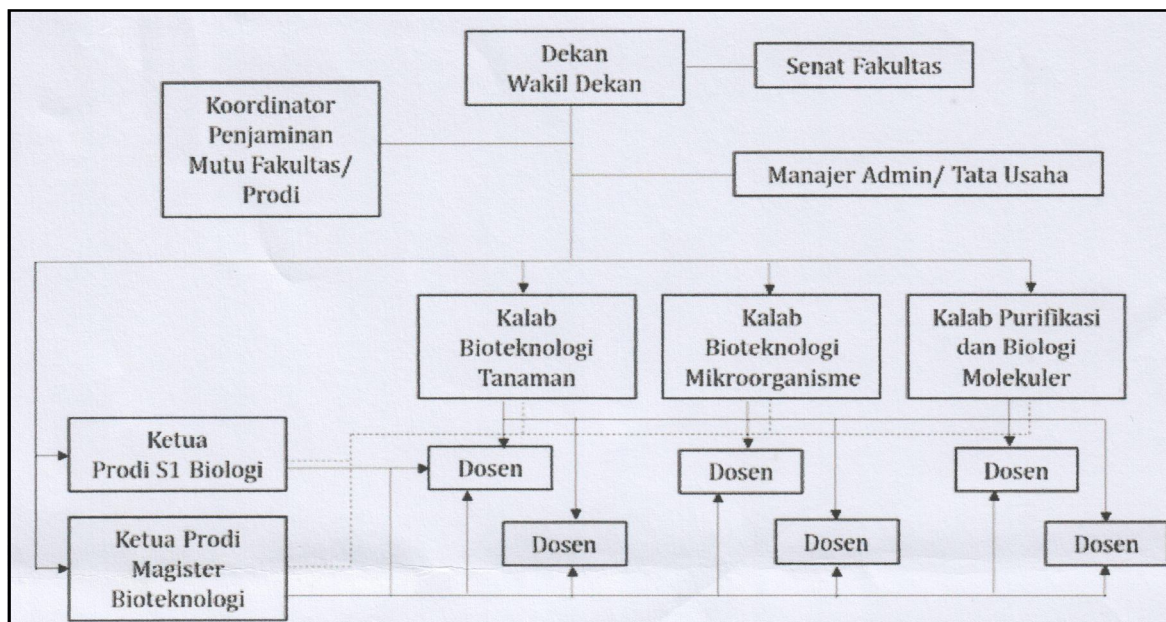 Dekan
Wakil Dekan
Senat Fakultas
Koordinator
Penjaminan
Mutu Fakultas/
Prodi
Manajer Admin/ Tata Usaha
Kalab
Bioteknologi
Tanaman
Kalab
Bioteknologi
Mikroorganisme
Kalab Purifikasi
dan Biologi
Molekuler
Ketua
Prodi S1 Biologi
Dosen
Dosen
Dosen
Ketua Prodi
Magister
Bioteknologi
Dosen
Dosen
Dosen